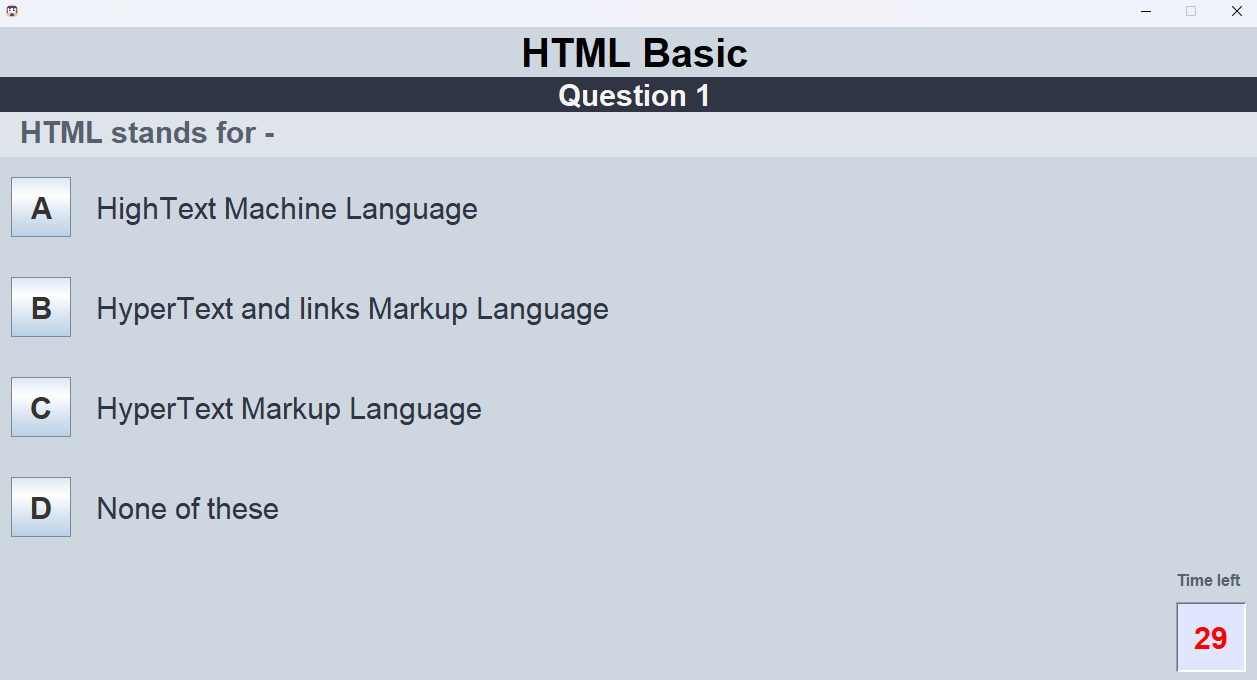 HTML Basic
Question 1
HTML stands for -
A HighText Machine Language
B HyperText and links Markup Language
C HyperText Markup Language
D None of these
Time left
29